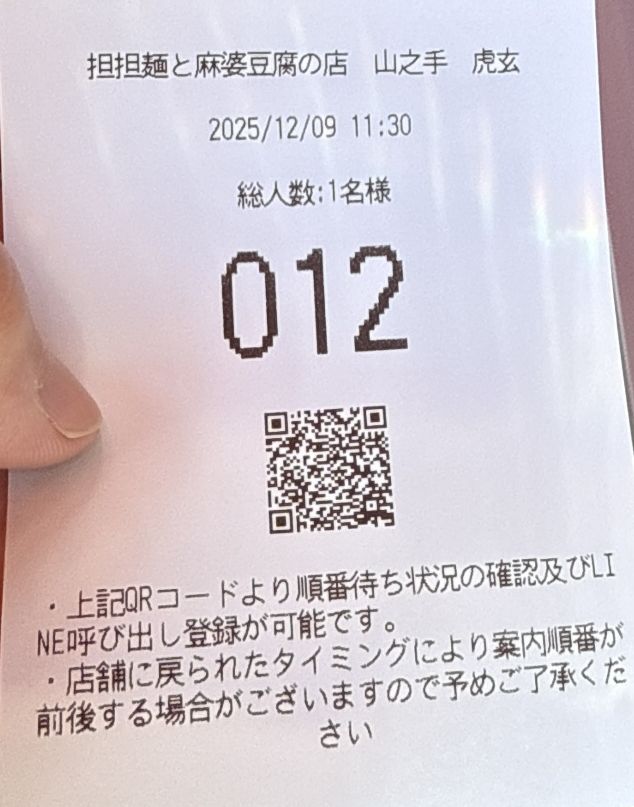 担担麺と麻婆豆腐の店　山之手　虎玄
2025/12/09 11:30
総人数:1名様
012
・上記QRコードより順番待ち状況の確認及びLI
NE呼び出し登録が可能です。
・店舗に戻られたタイミングにより案内順番が
前後する場合がございますので予めご了承くだ
さい